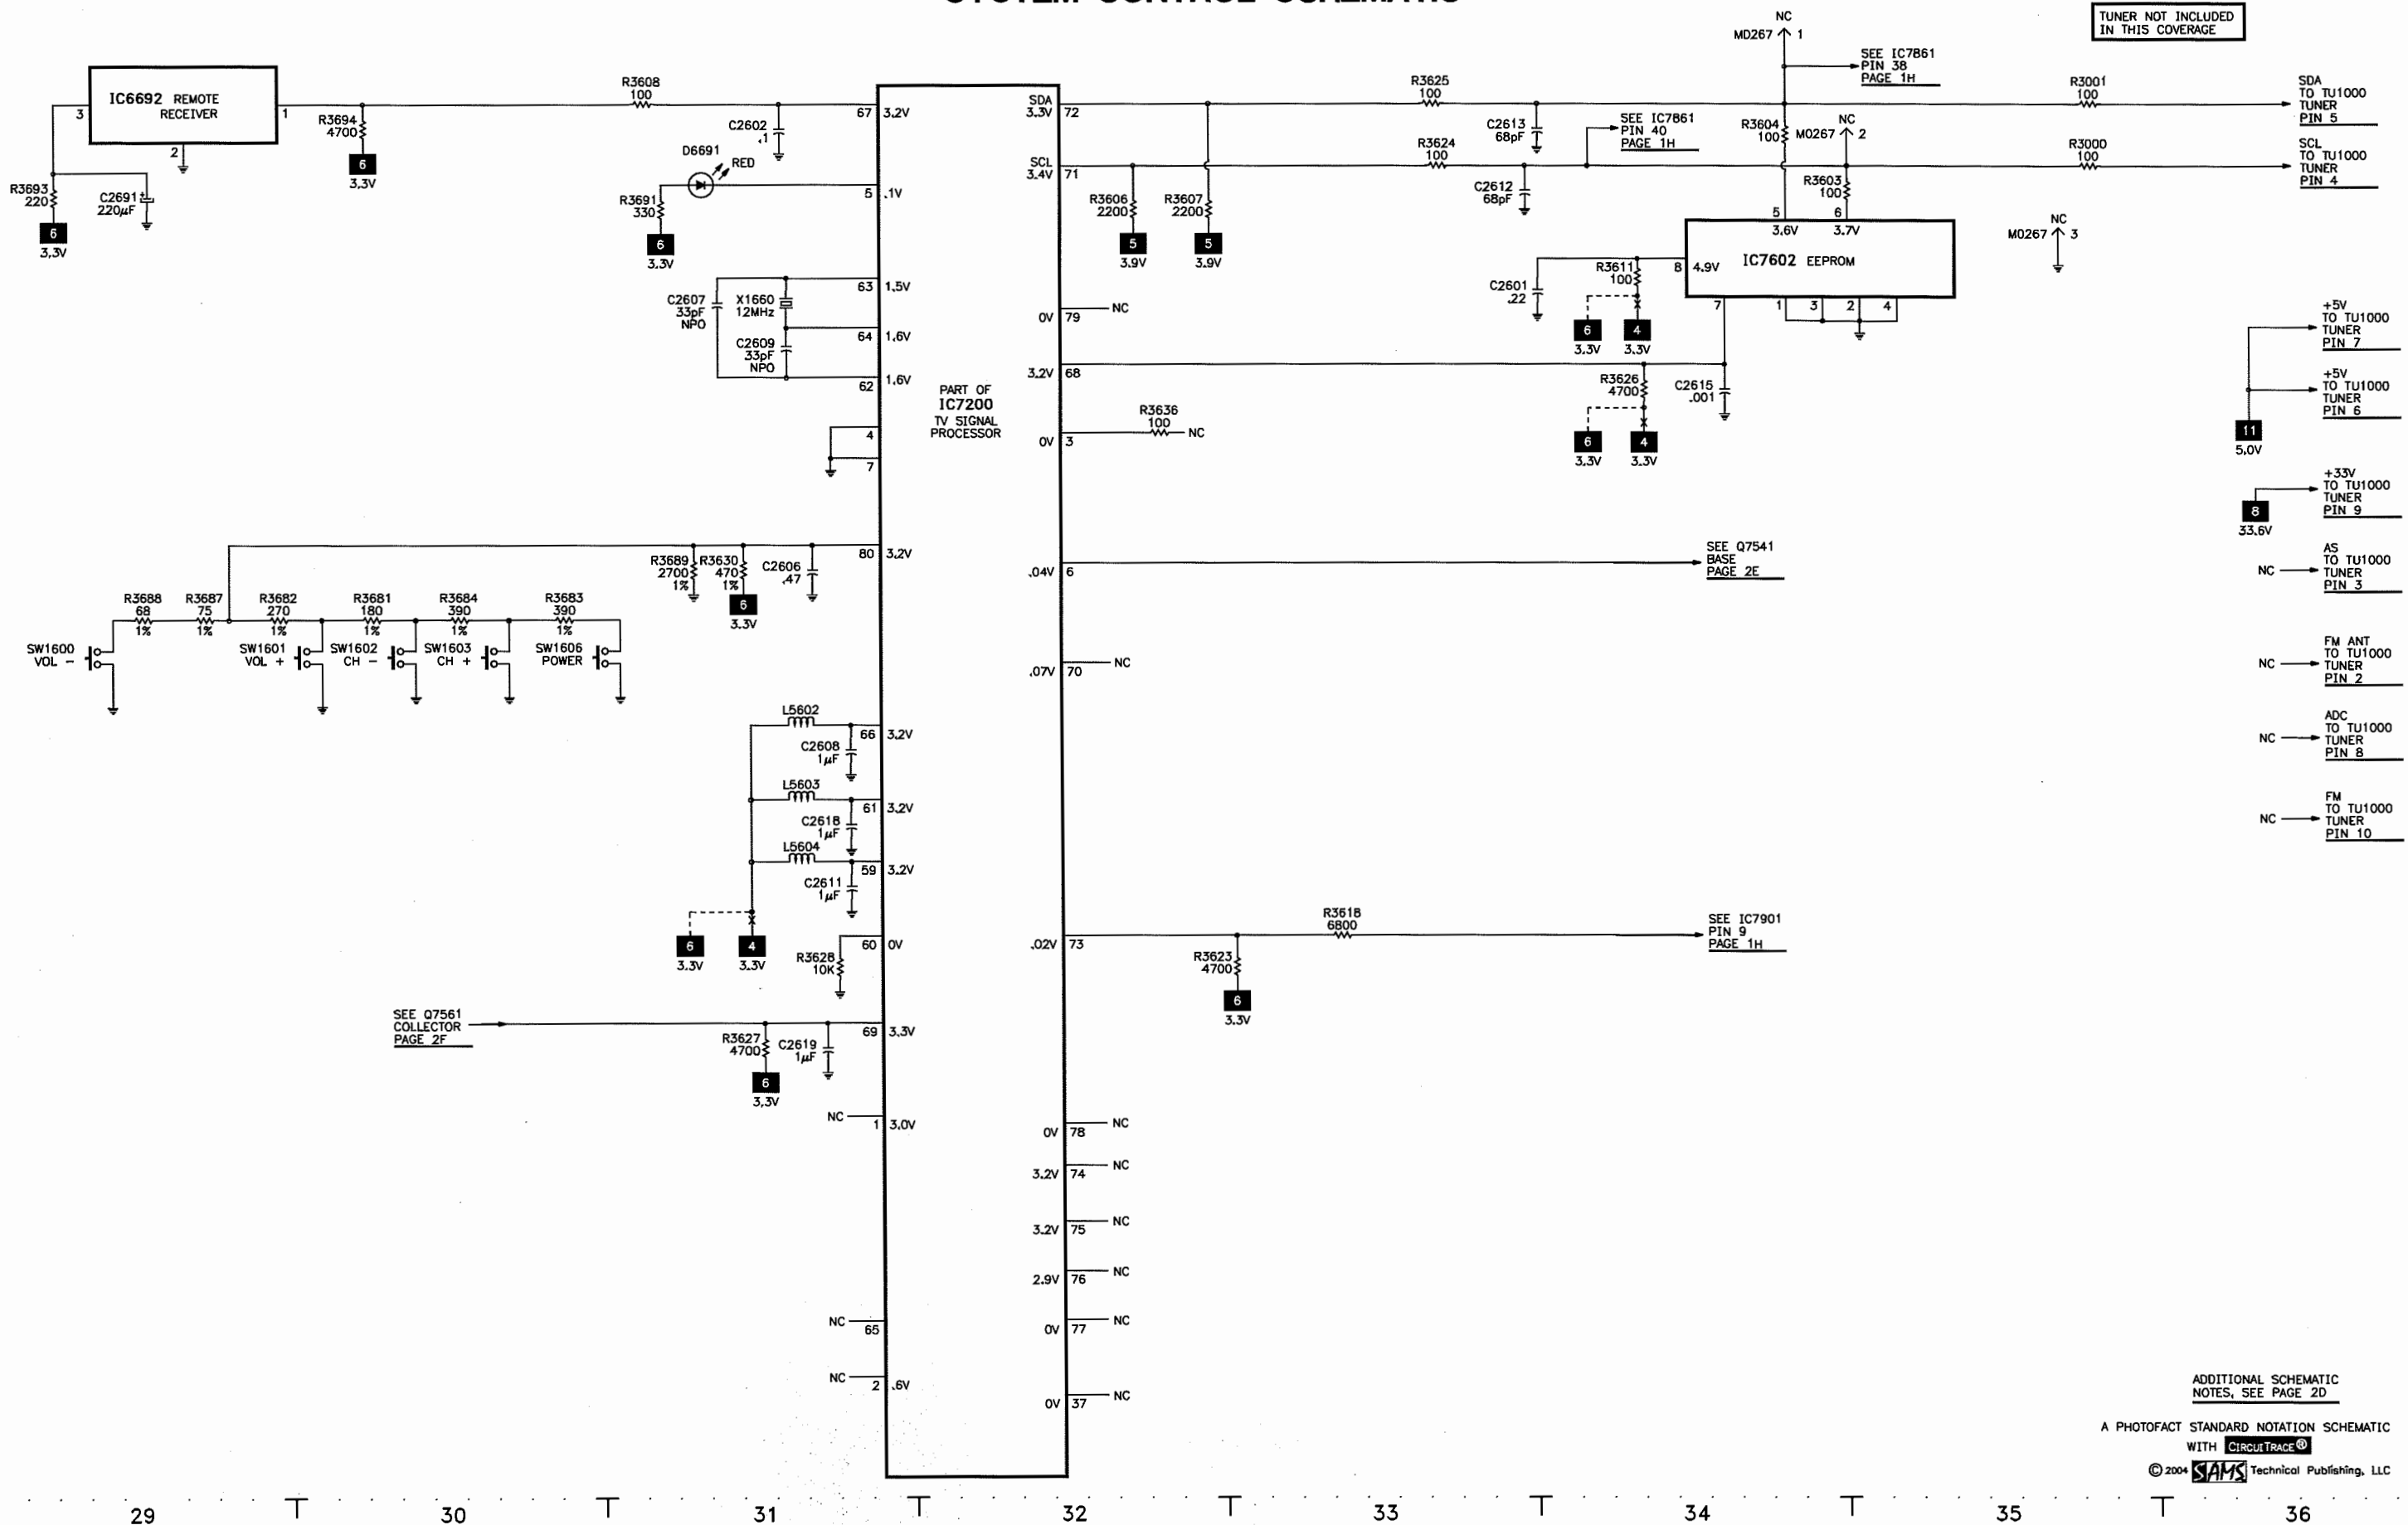 TUNER NOT INCLUDED
IN THIS COVERAGE
IC6692 REMOTE
RECEIVER
3
1
2
R3693
220
6
3.3V
C2691
+
220µF
R3694
4700
6
3.3V
R3608
100
C2602
.1
D6691
RED
R3691
330
6
3.3V
C2607
33pF
NPO
X1660
12MHz
C2609
33pF
NPO
R3689
2700
1%
R3630
470
1%
6
3.3V
C2606
.47
R3688
68
1%
R3687
75
1%
R3682
270
1%
R3681
180
1%
R3684
390
1%
R3683
390
1%
SW1600
VOL -
SW1601
VOL +
SW1602
CH -
SW1603
CH +
SW1606
POWER
L5602
C2608
1µF
L5603
C2618
1µF
L5604
C2611
1µF
6
3.3V
4
3.3V
R3628
10K
SEE Q7561
COLLECTOR
PAGE 2F
R3627
4700
6
3.3V
C2619
1µF
NC
NC
NC
67 3.2V
5 .1V
63 1.5V
64 1.6V
62 1.6V
4
7
80 3.2V
66 3.2V
61 3.2V
59 3.2V
60 0V
69 3.3V
1 3.0V
65
2 .6V
PART OF
IC7200
TV SIGNAL
PROCESSOR
SDA
3.3V 72
SCL
3.4V 71
0V 79 NC
3.2V 68
0V 3
R3636
100
NC
.04V 6
.07V 70 NC
.02V 73
0V 78 NC
3.2V 74 NC
3.2V 75 NC
2.9V 76 NC
0V 77 NC
0V 37 NC
R3606
2200
5
3.9V
R3607
2200
5
3.9V
R3625
100
R3624
100
C2613
68pF
C2612
68pF
SEE IC7861
PIN 40
PAGE 1H
NC
MD267 1
SEE IC7861
PIN 38
PAGE 1H
R3604
100
NC
M0267 2
R3603
100
5
3.6V
6
3.7V
IC7602 EEPROM
8 4.9V
7
1
3
2
4
C2601
.22
R3611
100
6
3.3V
4
3.3V
R3626
4700
C2615
.001
6
3.3V
4
3.3V
SEE Q7541
BASE
PAGE 2E
R3618
6800
R3623
4700
6
3.3V
SEE IC7901
PIN 9
PAGE 1H
NC
M0267 3
R3001
100
R3000
100
SDA
TO TU1000
TUNER
PIN 5
SCL
TO TU1000
TUNER
PIN 4
+5V
TO TU1000
TUNER
PIN 7
+5V
TO TU1000
TUNER
PIN 6
11
5.0V
+33V
TO TU1000
TUNER
PIN 9
8
33.6V
AS
TO TU1000
TUNER
PIN 3
NC
FM ANT
TO TU1000
TUNER
PIN 2
NC
ADC
TO TU1000
TUNER
PIN 8
NC
FM
TO TU1000
TUNER
PIN 10
NC
ADDITIONAL SCHEMATIC
NOTES, SEE PAGE 2D
A PHOTOFACT STANDARD NOTATION SCHEMATIC
WITH CIRCUITRACE®
© 2004 SAMS Technical Publishing, LLC
29 30 31 32 33 34 35 36